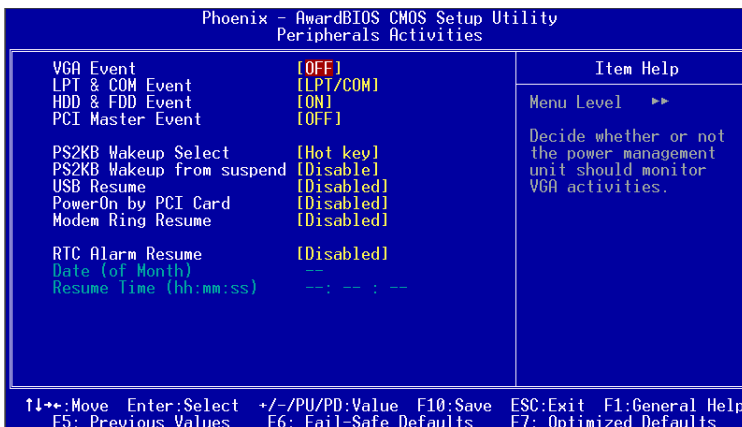 Phoenix - AwardBIOS CMOS Setup Utility
Peripherals Activities
VGA Event [OFF]
LPT & COM Event [LPT/COM]
HDD & FDD Event [ON]
PCI Master Event [OFF]
PS2KB Wakeup Select [Hot key]
PS2KB Wakeup from suspend [Disable]
USB Resume [Disabled]
PowerOn by PCI Card [Disabled]
Modem Ring Resume [Disabled]
RTC Alarm Resume [Disabled]
Date (of Month) --
Resume Time (hh:mm:ss) --: -- : --
Item Help
Menu Level ►►
Decide whether or not
the power management
unit should monitor
VGA activities.
↑↓→←:Move Enter:Select +/-/PU/PD:Value F10:Save ESC:Exit F1:General Help
F5: Previous Values F6: Fail-Safe Defaults F7: Optimized Defaults